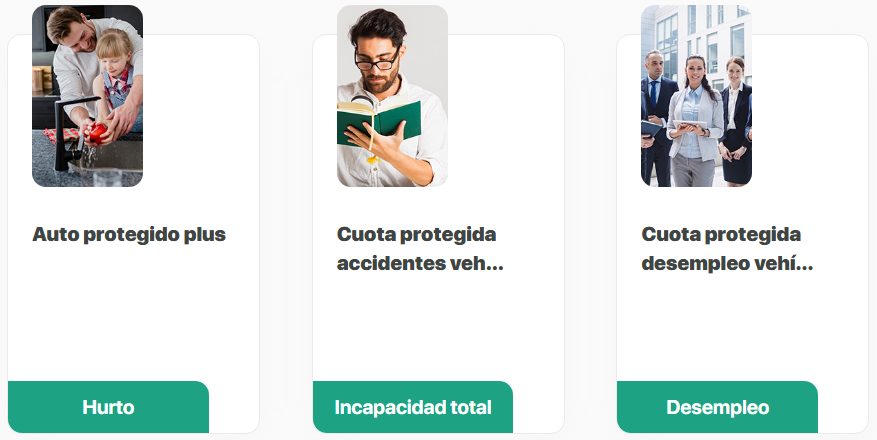 Auto protegido plus
Cuota protegida
accidentes veh...
Cuota protegida
desempleo vehí...
Hurto
Incapacidad total
Desempleo